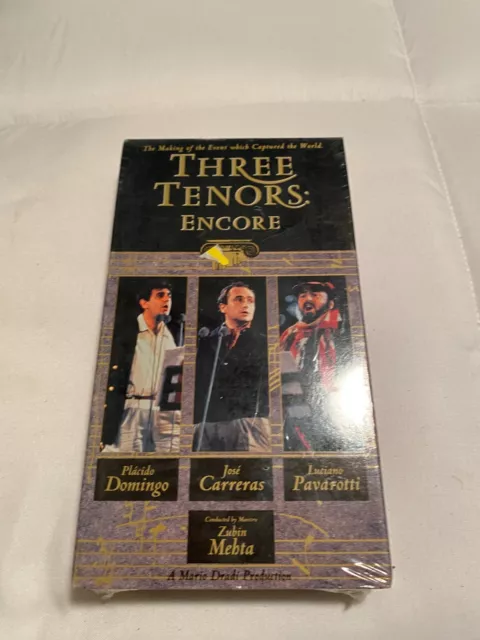 The Making of the Event which Captured the World.
THREE
TENORS:
ENCORE
Plácido
Domingo
José
Carreras
Luciano
Pavarotti
Conducted by Maestro
Zubin
Mehta
A Mario Dradi Production